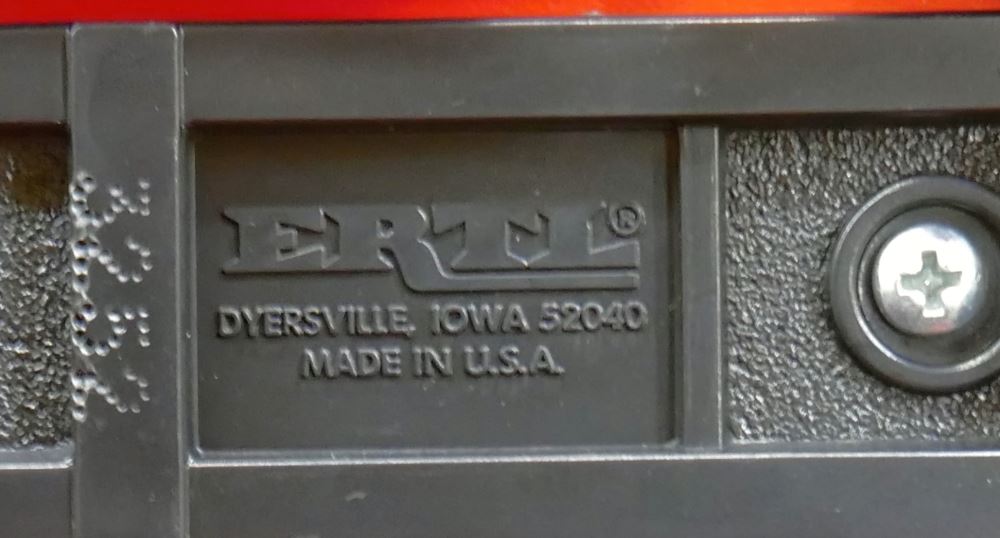 ERTL®
DYERSVILLE, IOWA 52040
MADE IN U.S.A.